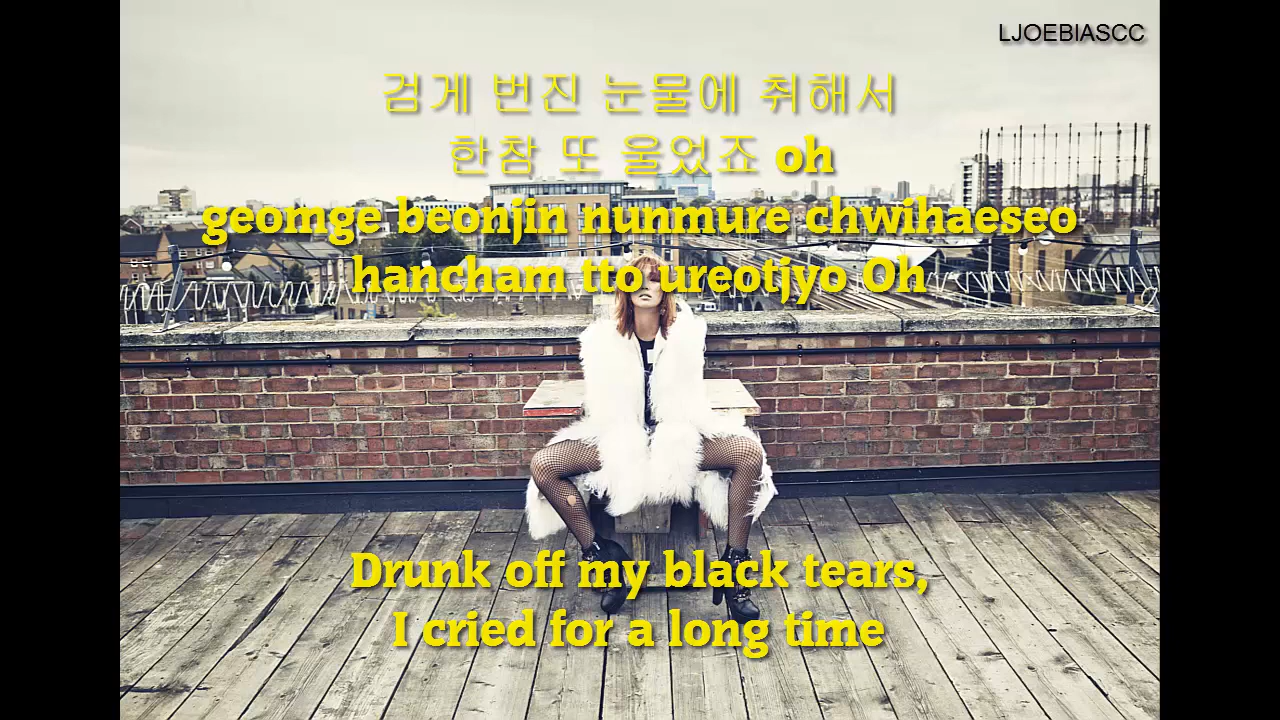 LJOEBIASCC
검게 번진 눈물에 취해서
한참 또 울었죠 oh
geomge beonjin nunmure chwihaeseo
hancham tto ureotjyo Oh
Drunk off my black tears,
I cried for a long time